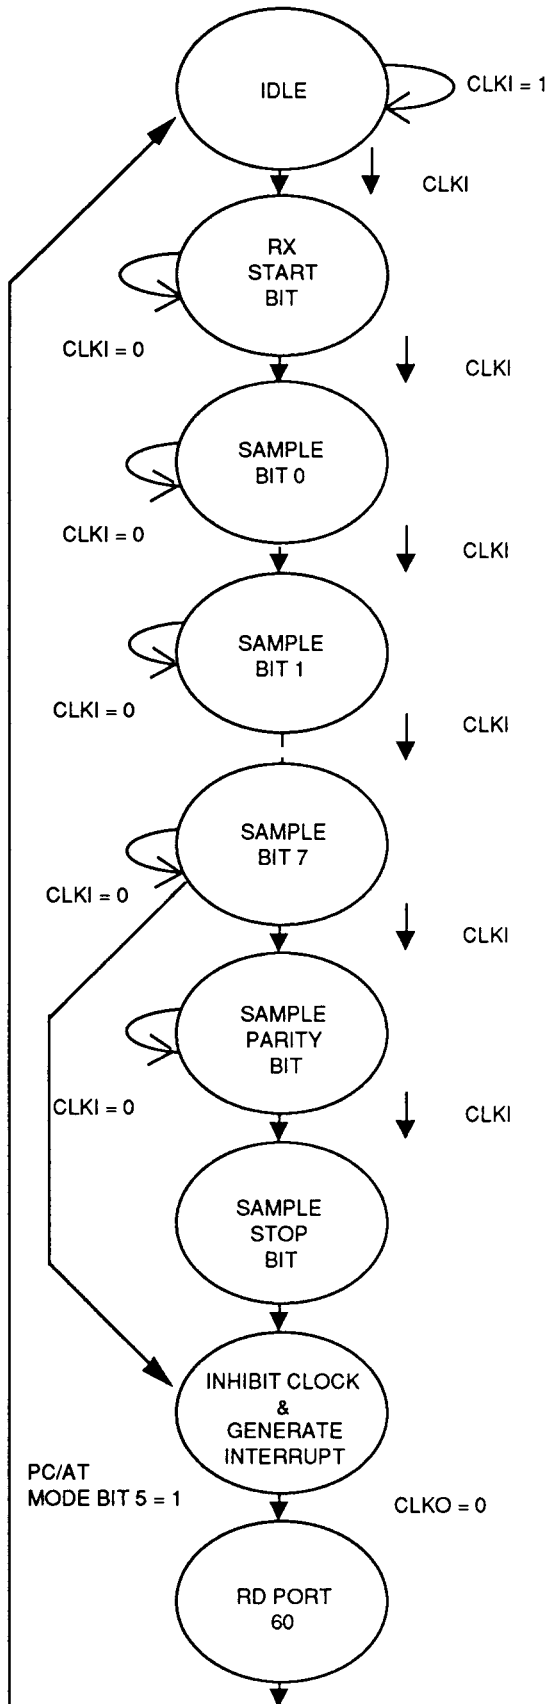 IDLE
CLKI = 1
CLKI
RX
START
BIT
CLKI = 0
CLKI
SAMPLE
BIT 0
CLKI = 0
CLKI
SAMPLE
BIT 1
CLKI = 0
CLKI
SAMPLE
BIT 7
CLKI = 0
CLKI
SAMPLE
PARITY
BIT
CLKI = 0
CLKI
SAMPLE
STOP
BIT
INHIBIT CLOCK
&
GENERATE
INTERRUPT
PC/AT
MODE BIT 5 = 1
CLKO = 0
RD PORT
60